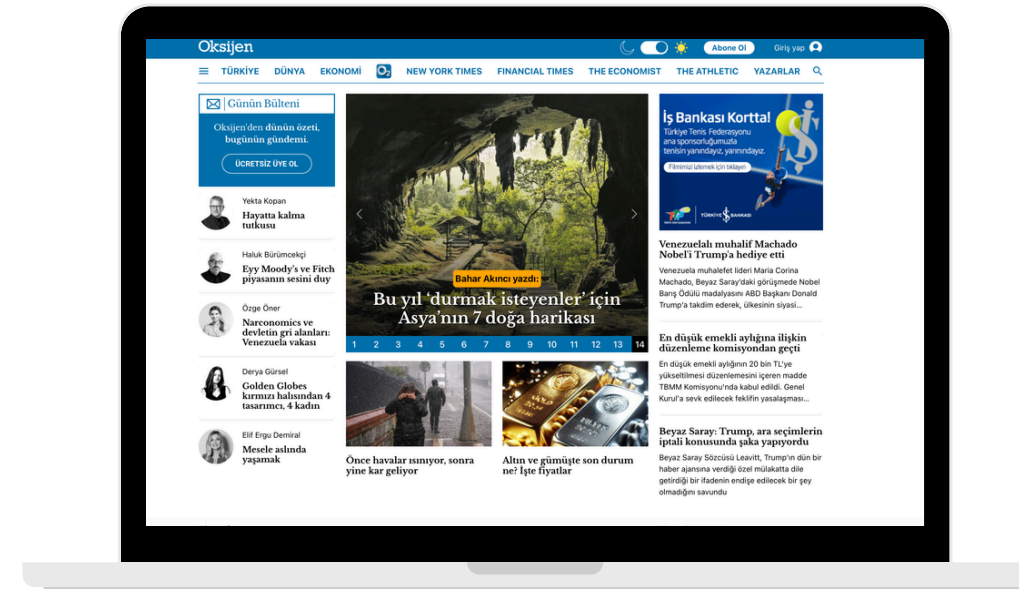 Oksijen
Abone Ol
Giriş yap
TÜRKİYE
DÜNYA
EKONOMİ
O2
NEW YORK TIMES
FINANCIAL TIMES
THE ECONOMIST
THE ATHLETIC
YAZARLAR
Günün Bülteni
Oksijen'den dünün özeti,
bugünün gündemi.
ÜCRETSİZ ÜYE OL
Yekta Kopan
Hayatta kalma
tutkusu
Haluk Bürümcekçi
Eyy Moody's ve Fitch
piyasanın sesini duy
Özge Öner
Narconomics ve
devletin gri alanları:
Venezuela vakası
Derya Gürsel
Golden Globes
kırmızı halısından 4
tasarımcı, 4 kadın
Elif Ergu Demiral
Mesele aslında
yaşamak
Bahar Akıncı yazdı:
Bu yıl 'durmak isteyenler' için
Asya'nın 7 doğa harikası
1 2 3 4 5 6 7 8 9 10 11 12 13 14
Önce havalar ısınıyor, sonra
yine kar geliyor
GOLD
SILVER
Altın ve gümüşte son durum
ne? İşte fiyatlar
İş Bankası Kortta!
Türkiye Tenis Federasyonu
ana sponsorluğumuzla
tenisin yanındayız, yarınındayız.
Filmimizi izlemek için tıklayın
TÜRKİYE İŞ BANKASI
Venezuelalı muhalif Machado
Nobel'i Trump'a hediye etti
Venezuela muhalefet lideri Maria Corina
Machado, Beyaz Saray'daki görüşmede Nobel
Barış Ödülü madalyasını ABD Başkanı Donald
Trump'a takdim ederek, ülkesinin siyasi...
En düşük emekli aylığına ilişkin
düzenleme komisyondan geçti
En düşük emekli aylığının 20 bin TL'ye
yükseltilmesi düzenlemesini içeren madde
TBMM Komisyonu'nda kabul edildi. Genel
Kurul'a sevk edilecek teklifin yasalaşması...
Beyaz Saray: Trump, ara seçimlerin
iptali konusunda şaka yapıyordu
Beyaz Saray Sözcüsü Leavitt, Trump'ın dün bir
haber ajansına verdiği özel mülakatta dile
getirdiği bir ifadenin endişe edilecek bir şey
olmadığını savundu